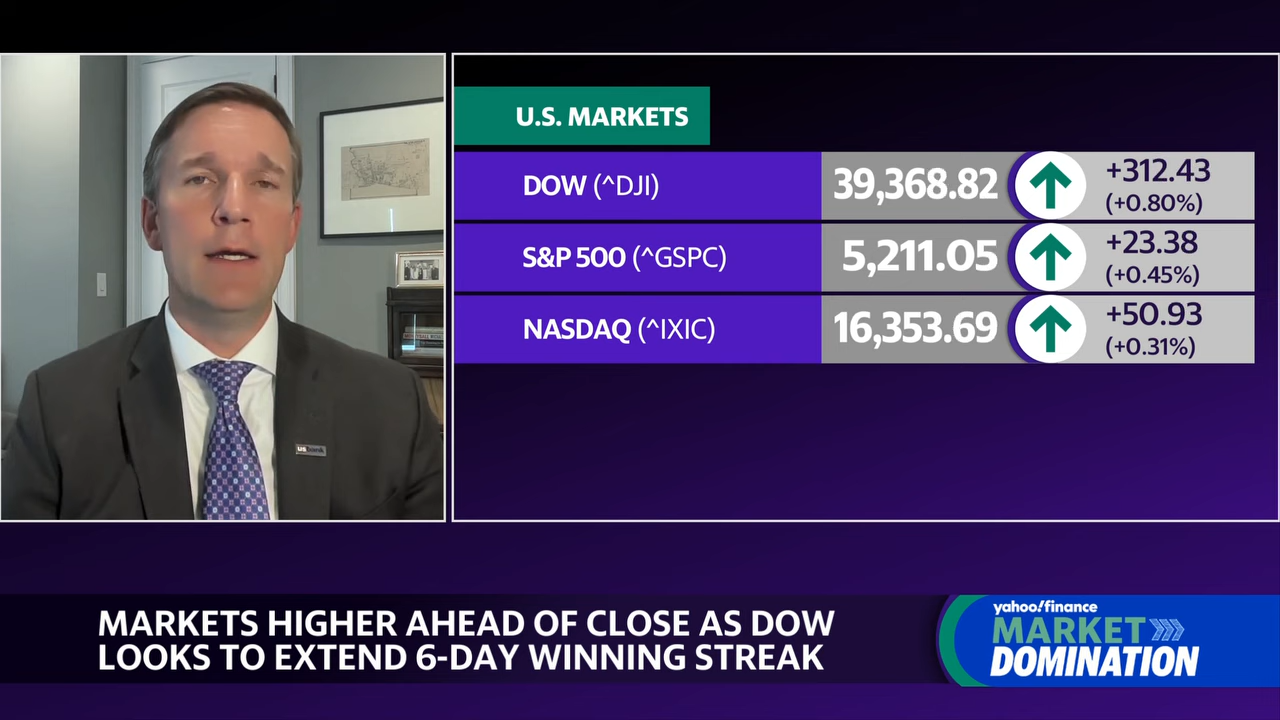 U.S. MARKETS
DOW (^DJI)
39,368.82
+312.43
(+0.80%)
S&P 500 (^GSPC)
5,211.05
+23.38
(+0.45%)
NASDAQ (^IXIC)
16,353.69
+50.93
(+0.31%)
us bank
MARKETS HIGHER AHEAD OF CLOSE AS DOW
LOOKS TO EXTEND 6-DAY WINNING STREAK
yahoo!finance
MARKET
DOMINATION